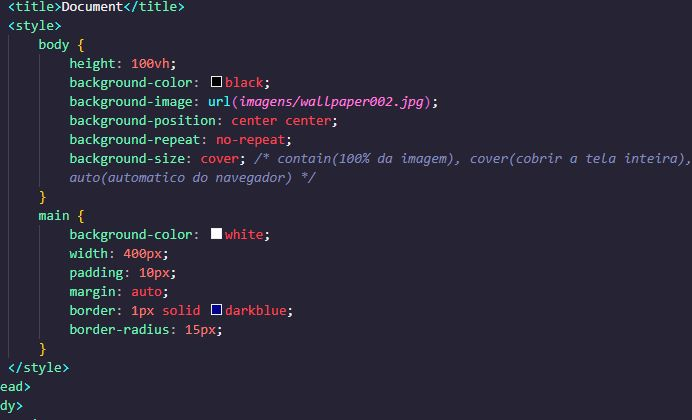 <title>Document</title>
<style>
body {
height: 100vh;
background-color: black;
background-image: url(imagens/wallpaper002.jpg);
background-position: center center;
background-repeat: no-repeat;
background-size: cover; /* contain(100% da imagem), cover(cobrir a tela inteira),
auto(automatico do navegador) */
}
main {
background-color: white;
width: 400px;
padding: 10px;
margin: auto;
border: 1px solid darkblue;
border-radius: 15px;
}
</style>
ead>
dy>